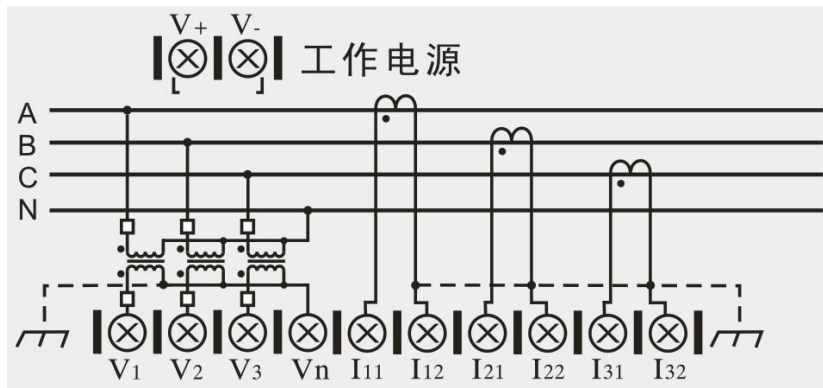 V+ V- 工作电源
A
B
C
N
V1 V2 V3 Vn I11 I12 I21 I22 I31 I32